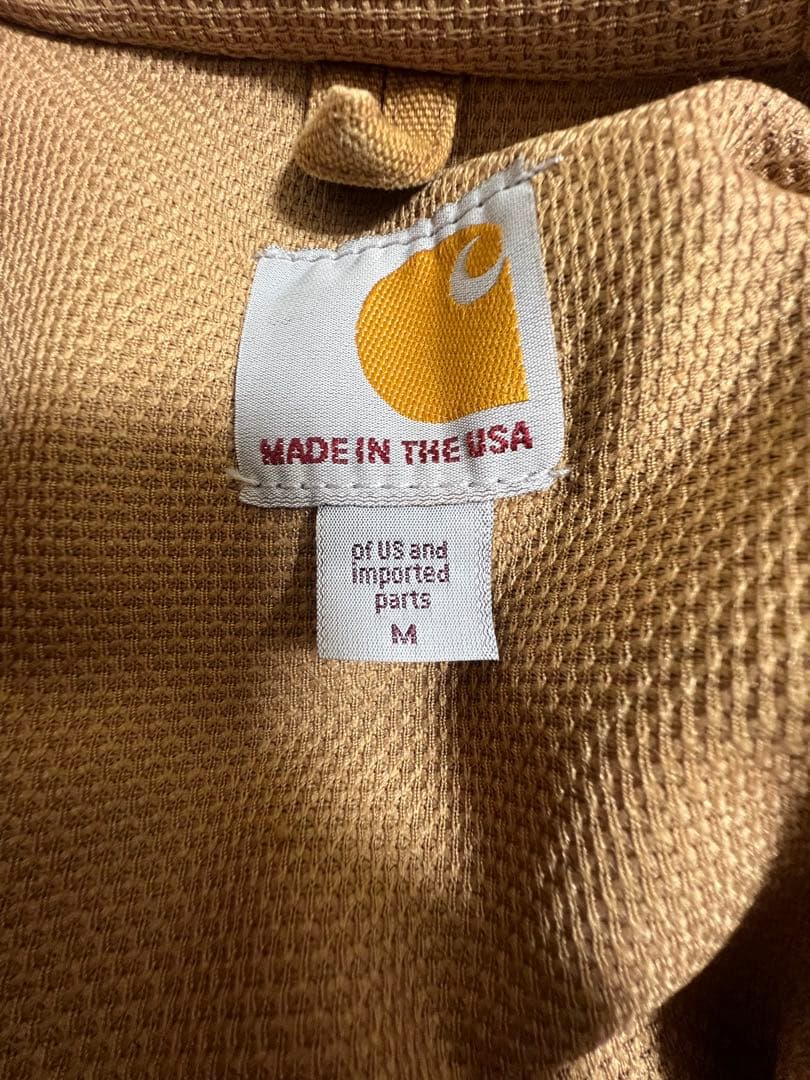 MADE IN THE USA
of US and
imported
parts
M